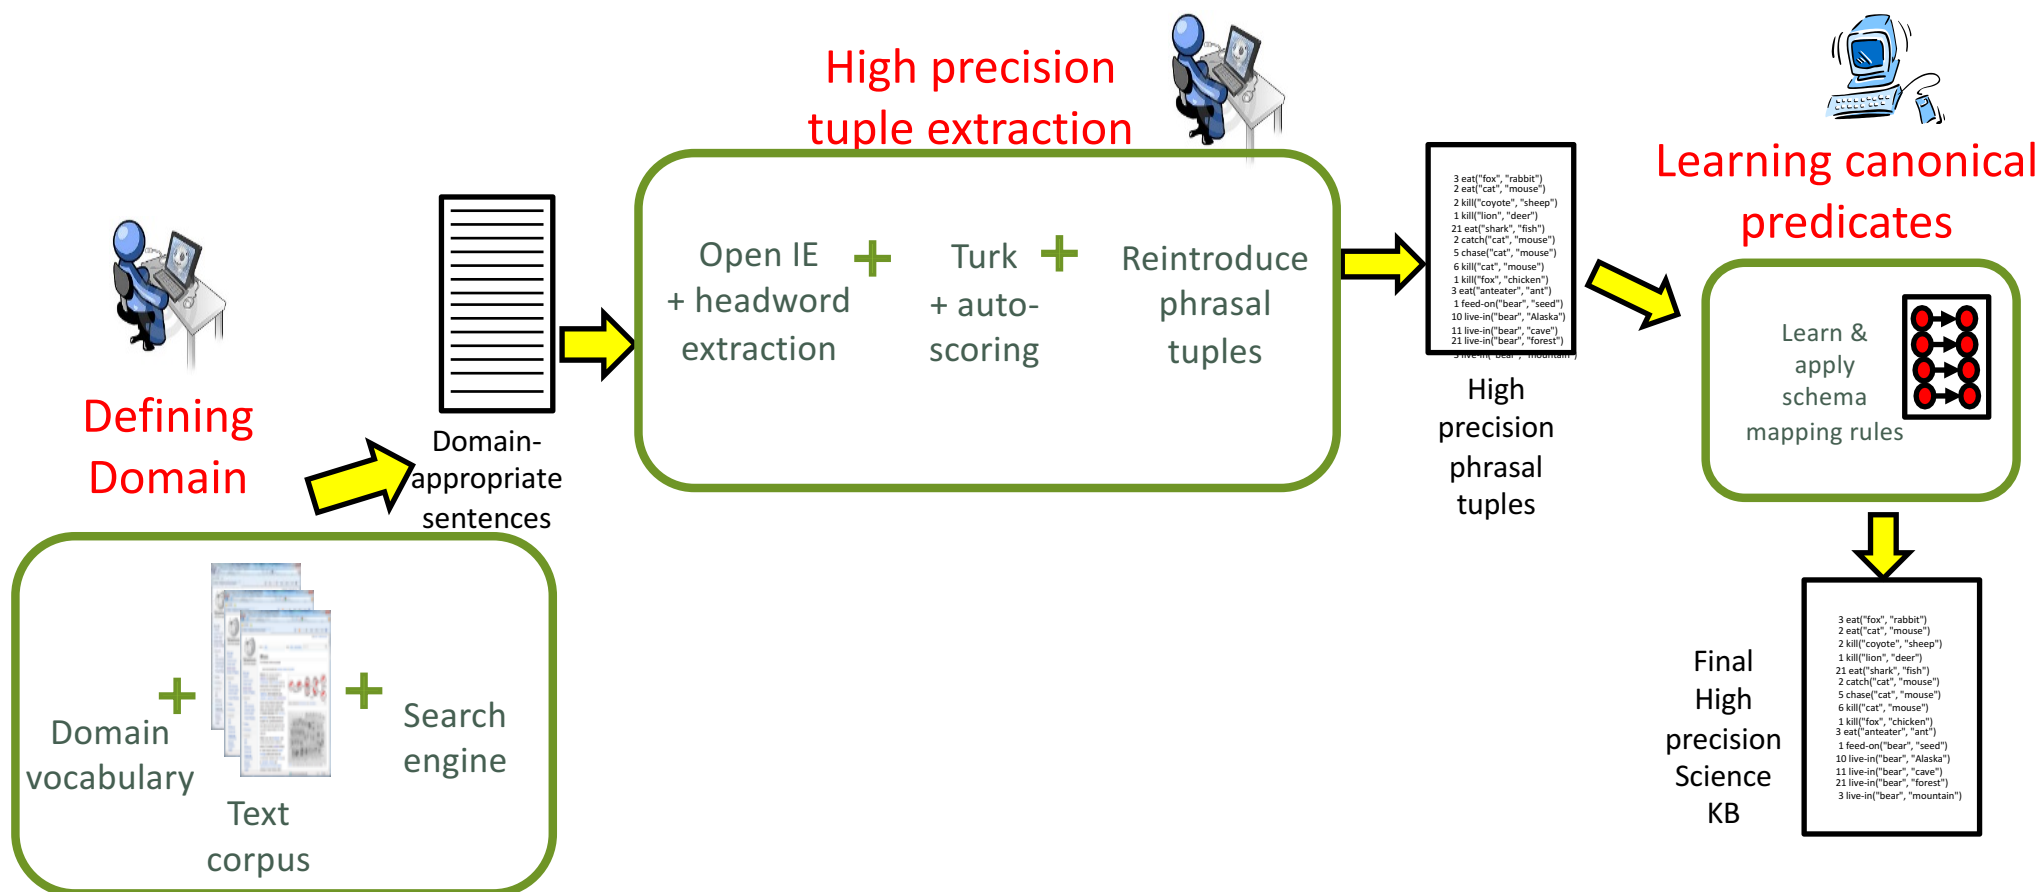 Defining
Domain
Domain
vocabulary
+
Text
corpus
+
Search
engine
Domain-
appropriate
sentences
High precision
tuple extraction
Open IE
+ headword
extraction
+
Turk
+ auto-
scoring
+
Reintroduce
phrasal
tuples
3 eat("fox", "rabbit")
2 eat("cat", "mouse")
2 kill("coyote", "sheep")
1 kill("lion", "deer")
21 eat("shark", "fish")
2 catch("cat", "mouse")
5 chase("cat", "mouse")
6 kill("cat", "mouse")
1 kill("fox", "chicken")
3 eat("anteater", "ant")
1 feed-on("bear", "seed")
10 live-in("bear", "Alaska")
11 live-in("bear", "cave")
21 live-in("bear", "forest")
3 live-in("bear", "mountain")
High
precision
phrasal
tuples
Learning canonical
predicates
Learn &
apply
schema
mapping rules
Final
High
precision
Science
KB
3 eat("fox", "rabbit")
2 eat("cat", "mouse")
2 kill("coyote", "sheep")
1 kill("lion", "deer")
21 eat("shark", "fish")
2 catch("cat", "mouse")
5 chase("cat", "mouse")
6 kill("cat", "mouse")
1 kill("fox", "chicken")
3 eat("anteater", "ant")
1 feed-on("bear", "seed")
10 live-in("bear", "Alaska")
11 live-in("bear", "cave")
21 live-in("bear", "forest")
3 live-in("bear", "mountain")